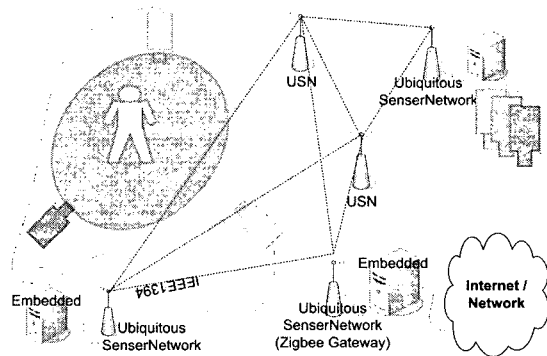 USN
Ubiquitous
SenserNetwork
USN
IEEE1394
Embedded
Ubiquitous
SenserNetwork
Embedded
Ubiquitous
SenserNetwork
(Zigbee Gateway)
Internet /
Network